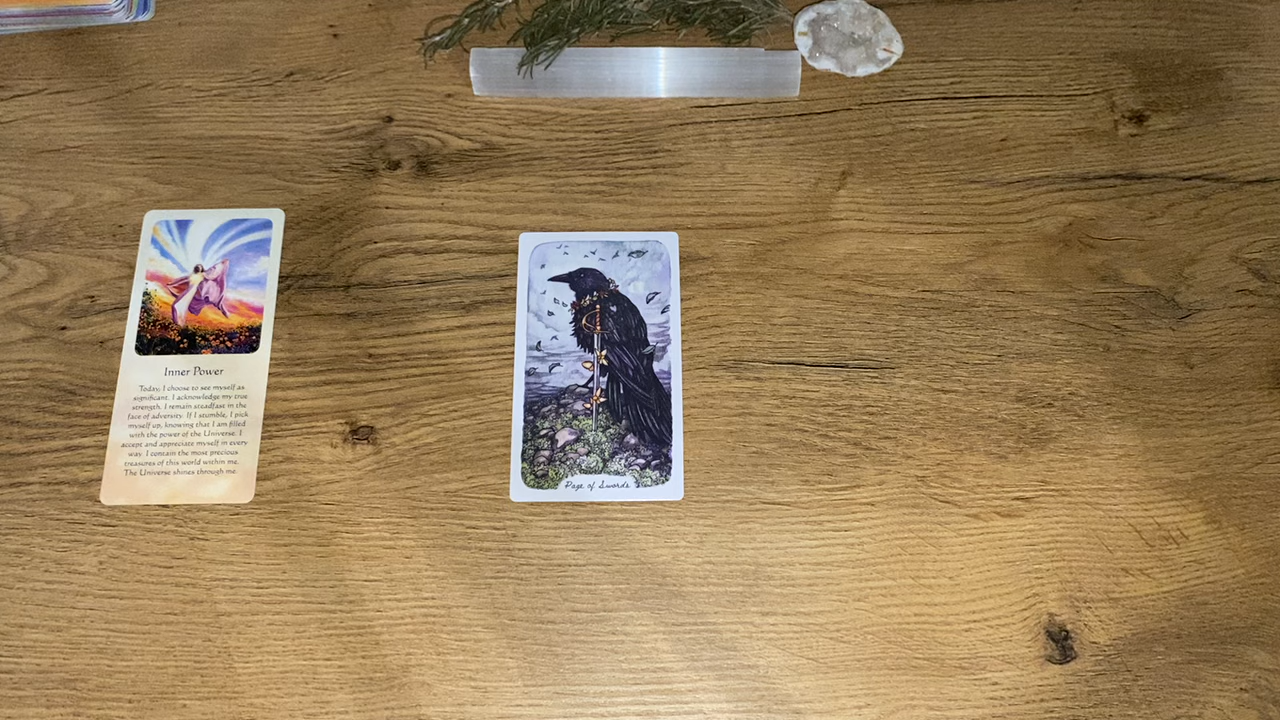 Inner Power
Today, I choose to see myself as
significant. I acknowledge my true
strength. I remain steadfast in the
face of adversity. If I stumble, I pick
myself up, knowing that I am filled
with the power of the Universe. I
accept and appreciate myself in every
way. I contain the most precious
treasures of this world within me.
The Universe shines through me.
Page of Swords